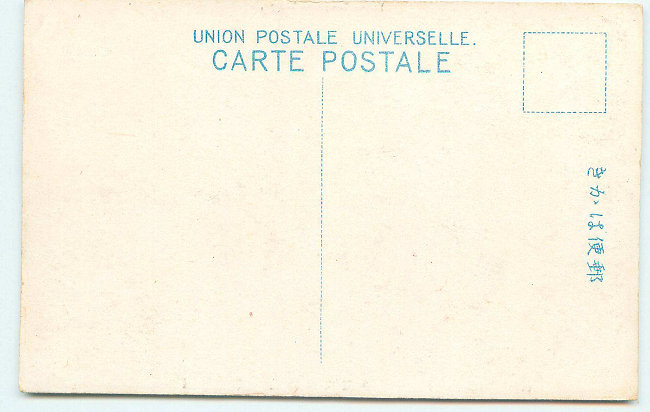 UNION POSTALE UNIVERSELLE.
CARTE POSTALE
きかは便郵